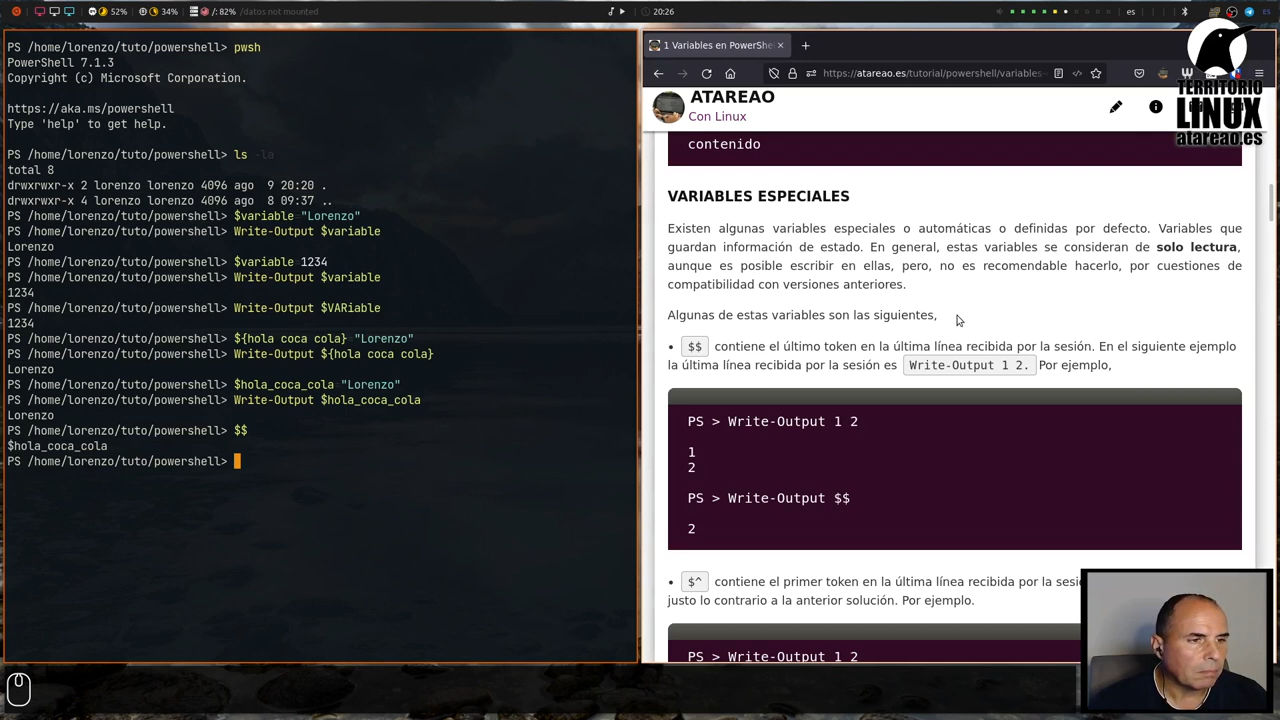 52% 34% /: 82% /datos not mounted 20:26 es ES
PS /home/lorenzo/tuto/powershell> pwsh
PowerShell 7.1.3
Copyright (c) Microsoft Corporation.
https://aka.ms/powershell
Type 'help' to get help.
PS /home/lorenzo/tuto/powershell> ls -la
total 8
drwxrwxr-x 2 lorenzo lorenzo 4096 ago  9 20:20 .
drwxrwxr-x 4 lorenzo lorenzo 4096 ago  8 09:37 ..
PS /home/lorenzo/tuto/powershell> $variable "Lorenzo"
PS /home/lorenzo/tuto/powershell> Write-Output $variable
Lorenzo
PS /home/lorenzo/tuto/powershell> $variable 1234
PS /home/lorenzo/tuto/powershell> Write-Output $variable
1234
PS /home/lorenzo/tuto/powershell> Write-Output $VARiable
1234
PS /home/lorenzo/tuto/powershell> ${hola coca cola} "Lorenzo"
PS /home/lorenzo/tuto/powershell> Write-Output ${hola coca cola}
Lorenzo
PS /home/lorenzo/tuto/powershell> $hola_coca_cola "Lorenzo"
PS /home/lorenzo/tuto/powershell> Write-Output $hola_coca_cola
Lorenzo
PS /home/lorenzo/tuto/powershell> $$
$hola_coca_cola
PS /home/lorenzo/tuto/powershell>
1 Variables en PowerShe
https://atareao.es/tutorial/powershell/variables-
TERRITORIO
LINUX
atareao.es
ATAREAO
Con Linux
contenido
VARIABLES ESPECIALES
Existen algunas variables especiales o automáticas o definidas por defecto. Variables que
guardan información de estado. En general, estas variables se consideran de solo lectura,
aunque es posible escribir en ellas, pero, no es recomendable hacerlo, por cuestiones de
compatibilidad con versiones anteriores.
Algunas de estas variables son las siguientes,
• $$ contiene el último token en la última línea recibida por la sesión. En el siguiente ejemplo
la última línea recibida por la sesión es Write-Output 1 2. Por ejemplo,
PS > Write-Output 1 2
1
2
PS > Write-Output $$
2
• $^ contiene el primer token en la última línea recibida por la sesi
justo lo contrario a la anterior solución. Por ejemplo.
PS > Write-Output 1 2